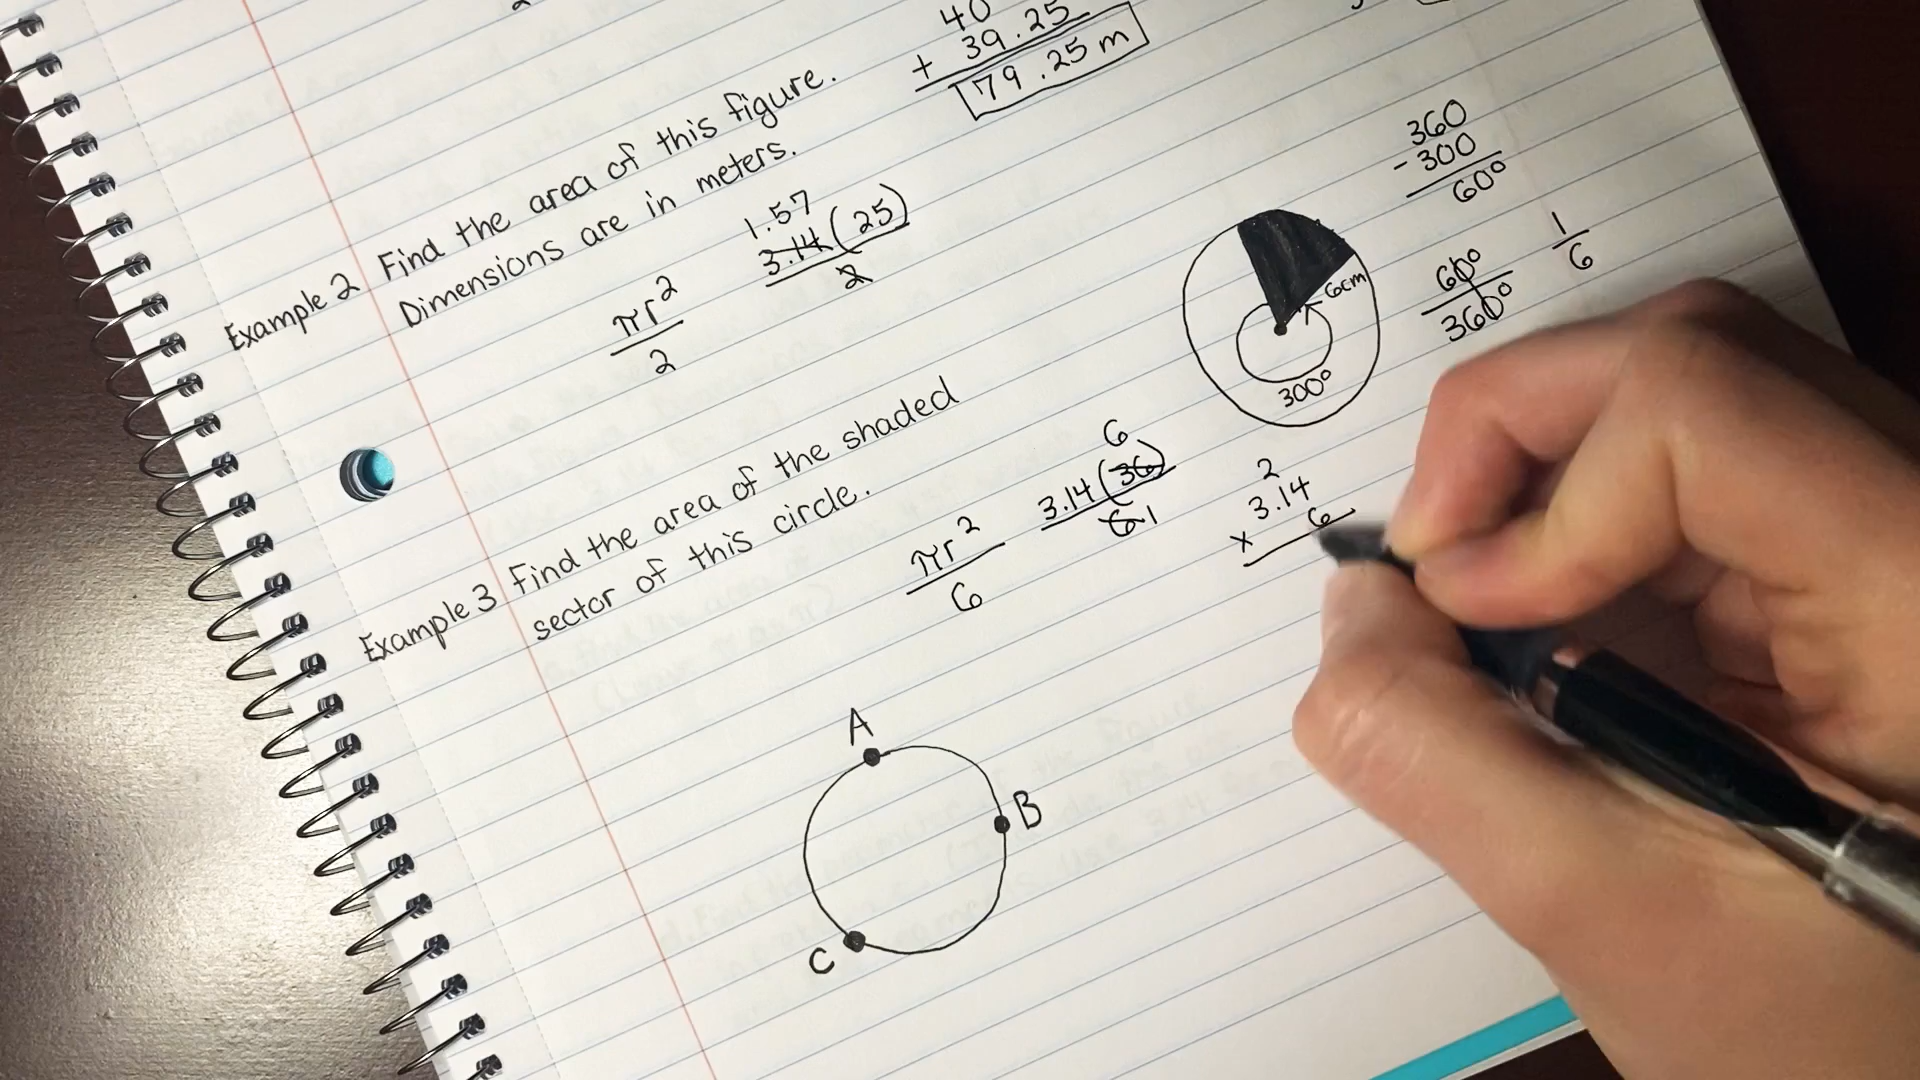 40
+ 39.25
79.25 m
Example 2 Find the area of this figure.
Dimensions are in meters.
πr²
2
1.57
3.14 (25)
2
360
- 300
60°
60°
360°
1
6
6cm
300°
Example 3 Find the area of the shaded
sector of this circle.
πr²
6
6
3.14 (36)
6 1
2
3.14
x 6
A
B
C